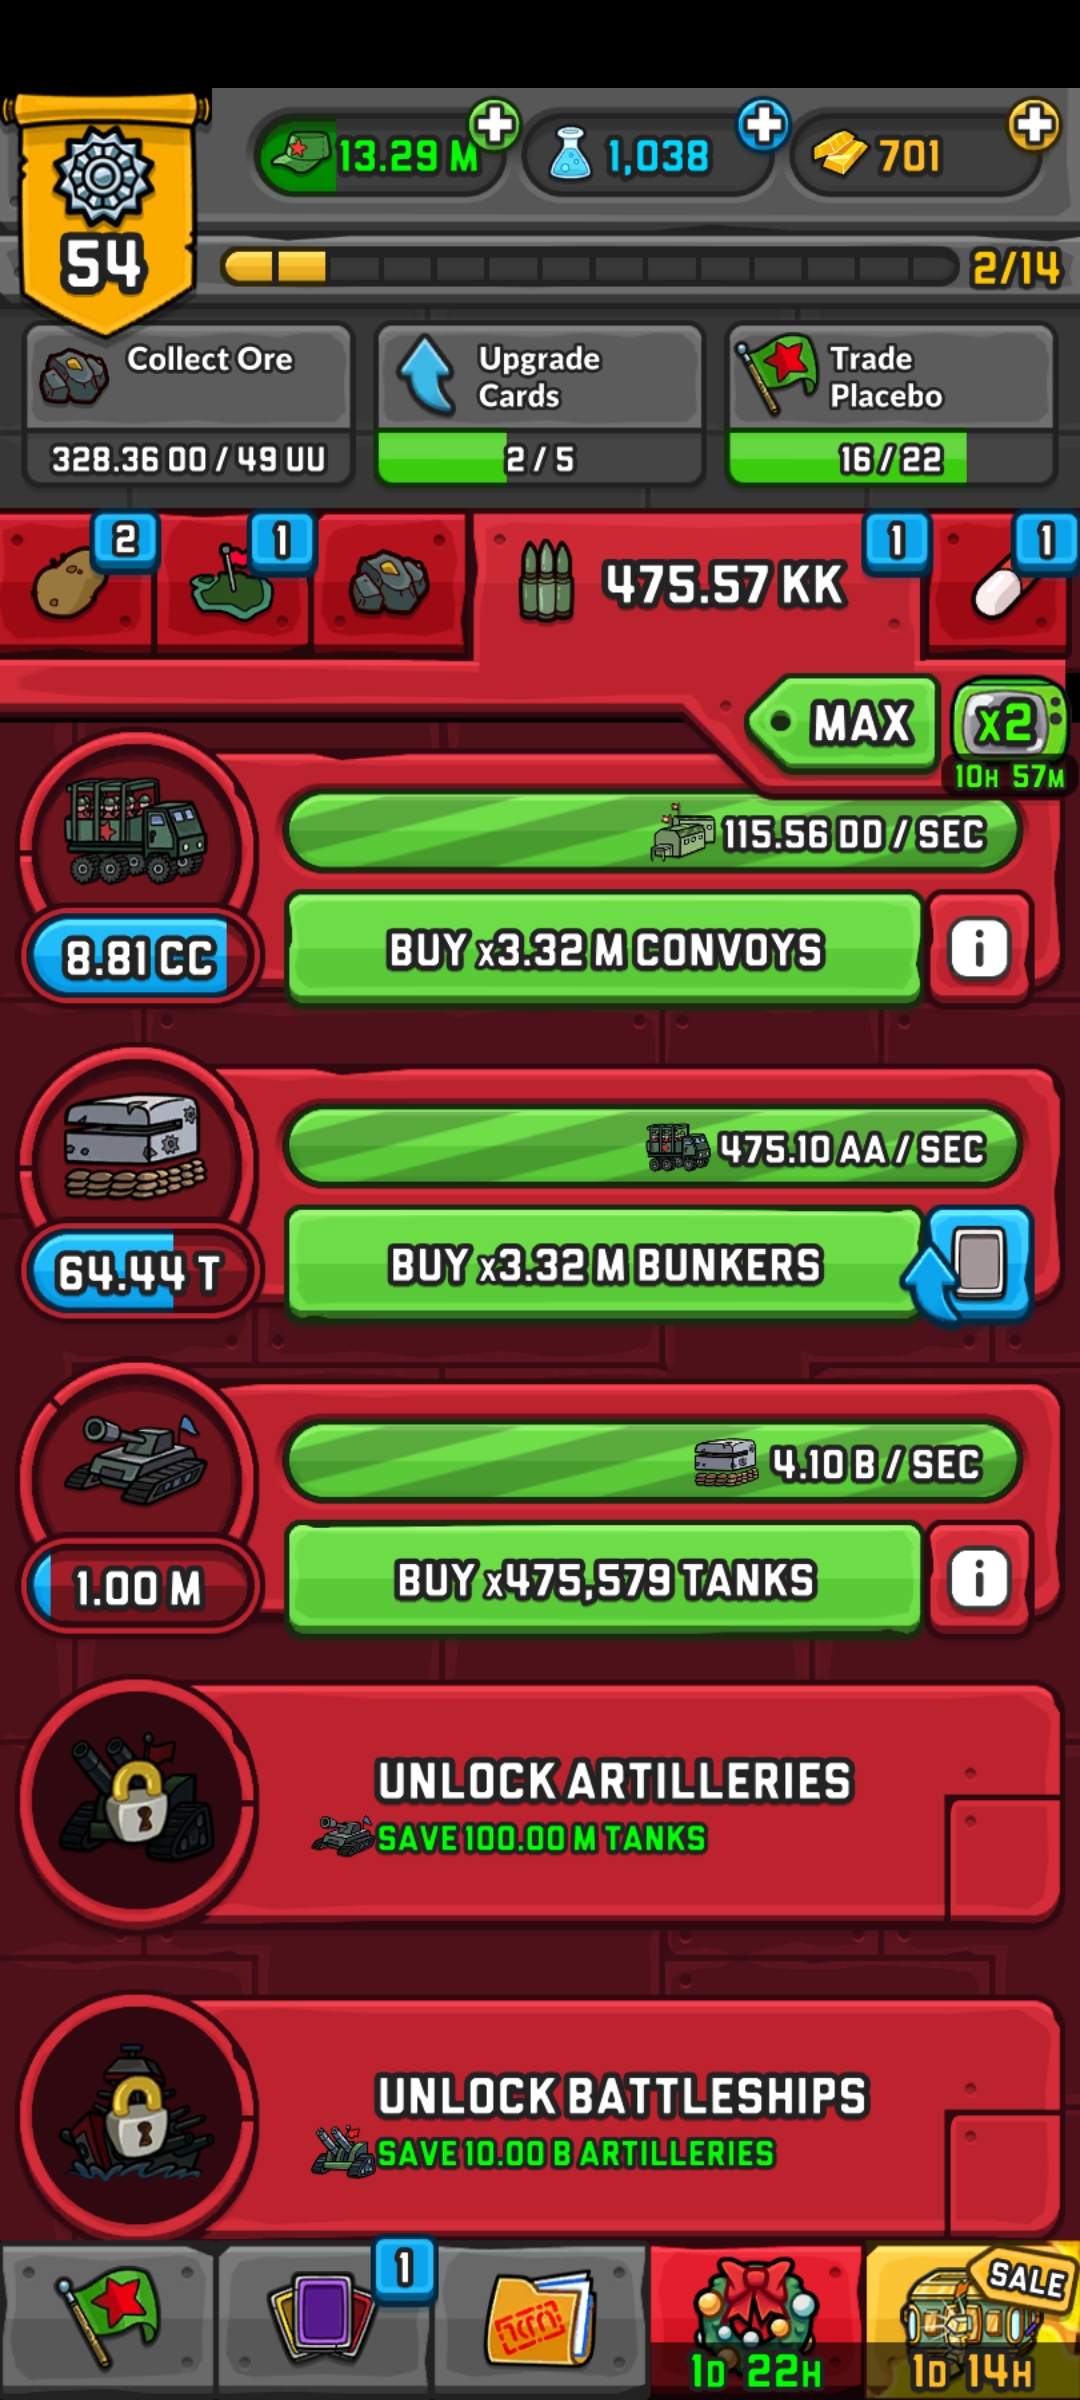 13.29 M
1,038
701
54
2/14
Collect Ore
328.36 OO / 49 UU
Upgrade
Cards
2 / 5
Trade
Placebo
16 / 22
2
1
475.57 KK
1
1
MAX
x2
10H 57M
115.56 DD / SEC
8.81 CC
BUY x3.32 M CONVOYS
i
475.10 AA / SEC
64.44 T
BUY x3.32 M BUNKERS
4.10 B / SEC
1.00 M
BUY x475,579 TANKS
i
UNLOCK ARTILLERIES
SAVE 100.00 M TANKS
UNLOCK BATTLESHIPS
SAVE 10.00 B ARTILLERIES
1
SALE
1D 22H
1D 14H